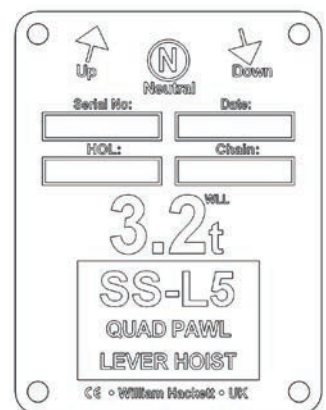 N
Up Down
Neutral
Serial No: Date:
HOL: Chain:
WLL
3.2t
SS-L5
QUAD PAWL
LEVER HOIST
CE • William Hackett • UK